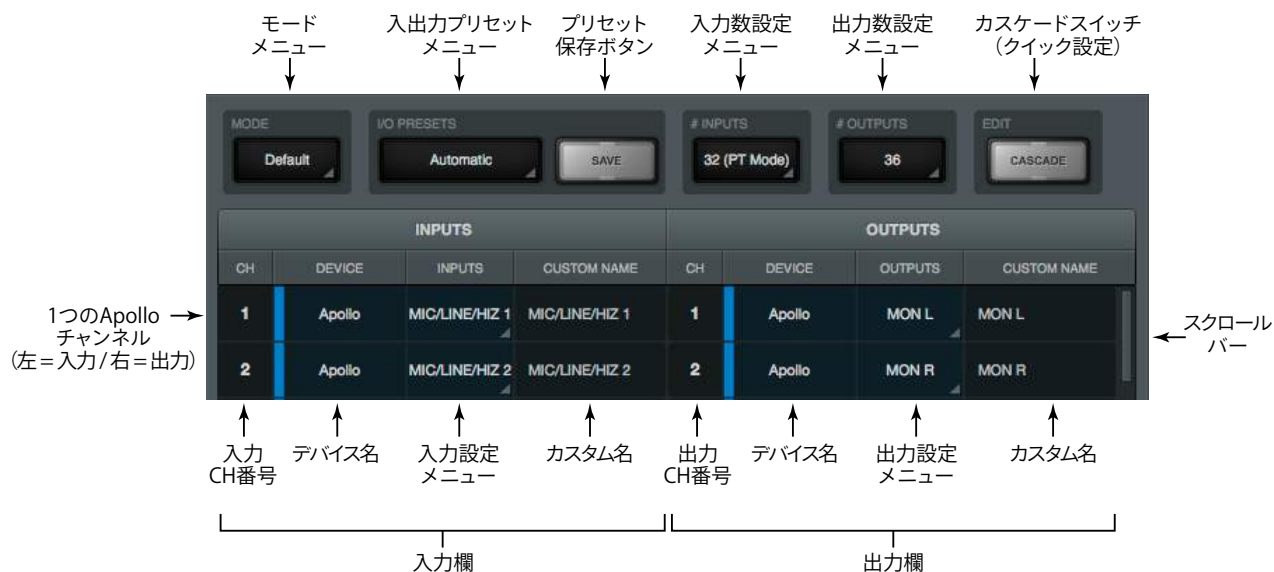 モード
メニュー
入出力プリセット
メニュー
プリセット
保存ボタン
入力数設定
メニュー
出力数設定
メニュー
カスケードスイッチ
（クイック設定）
MODE
I/O PRESETS
# INPUTS
# OUTPUTS
EDIT
Default
Automatic
SAVE
32 (PT Mode)
36
CASCADE
INPUTS
OUTPUTS
CH
DEVICE
INPUTS
CUSTOM NAME
CH
DEVICE
OUTPUTS
CUSTOM NAME
1
Apollo
MIC/LINE/HIZ 1
MIC/LINE/HIZ 1
1
Apollo
MON L
MON L
2
Apollo
MIC/LINE/HIZ 2
MIC/LINE/HIZ 2
2
Apollo
MON R
MON R
1つのApollo
チャンネル
（左＝入力/右＝出力）
スクロール
バー
入力
CH番号
デバイス名
入力設定
メニュー
カスタム名
出力
CH番号
デバイス名
出力設定
メニュー
カスタム名
入力欄
出力欄